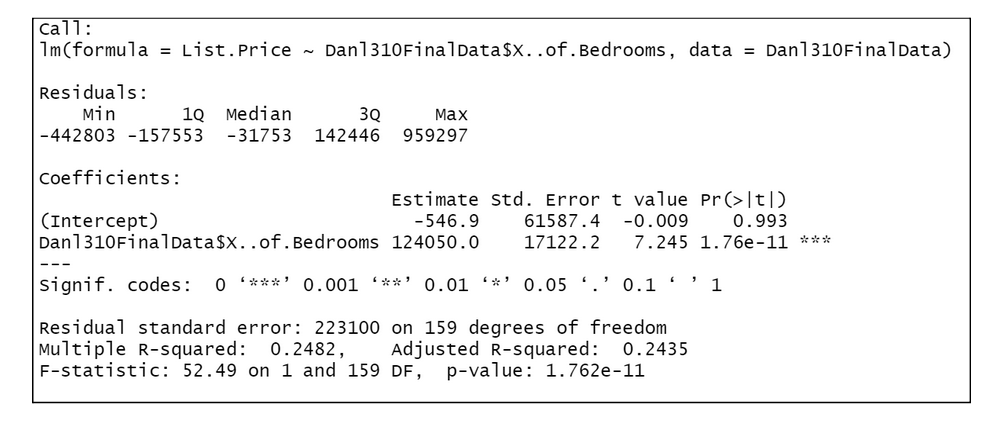 Call:
lm(formula = List.Price ~ Danl310FinalData$X..of.Bedrooms, data = Danl310FinalData)
Residuals:
Min 1Q Median 3Q Max
-442803 -157553 -31753 142446 959297
Coefficients:
Estimate Std. Error t value Pr(>|t|)
(Intercept) -546.9 61587.4 -0.009 0.993
Danl310FinalData$X..of.Bedrooms 124050.0 17122.2 7.245 1.76e-11 ***
---
Signif. codes: 0 ‘***’ 0.001 ‘**’ 0.01 ‘*’ 0.05 ‘.’ 0.1 ‘ ’ 1
Residual standard error: 223100 on 159 degrees of freedom
Multiple R-squared: 0.2482, Adjusted R-squared: 0.2435
F-statistic: 52.49 on 1 and 159 DF, p-value: 1.762e-11